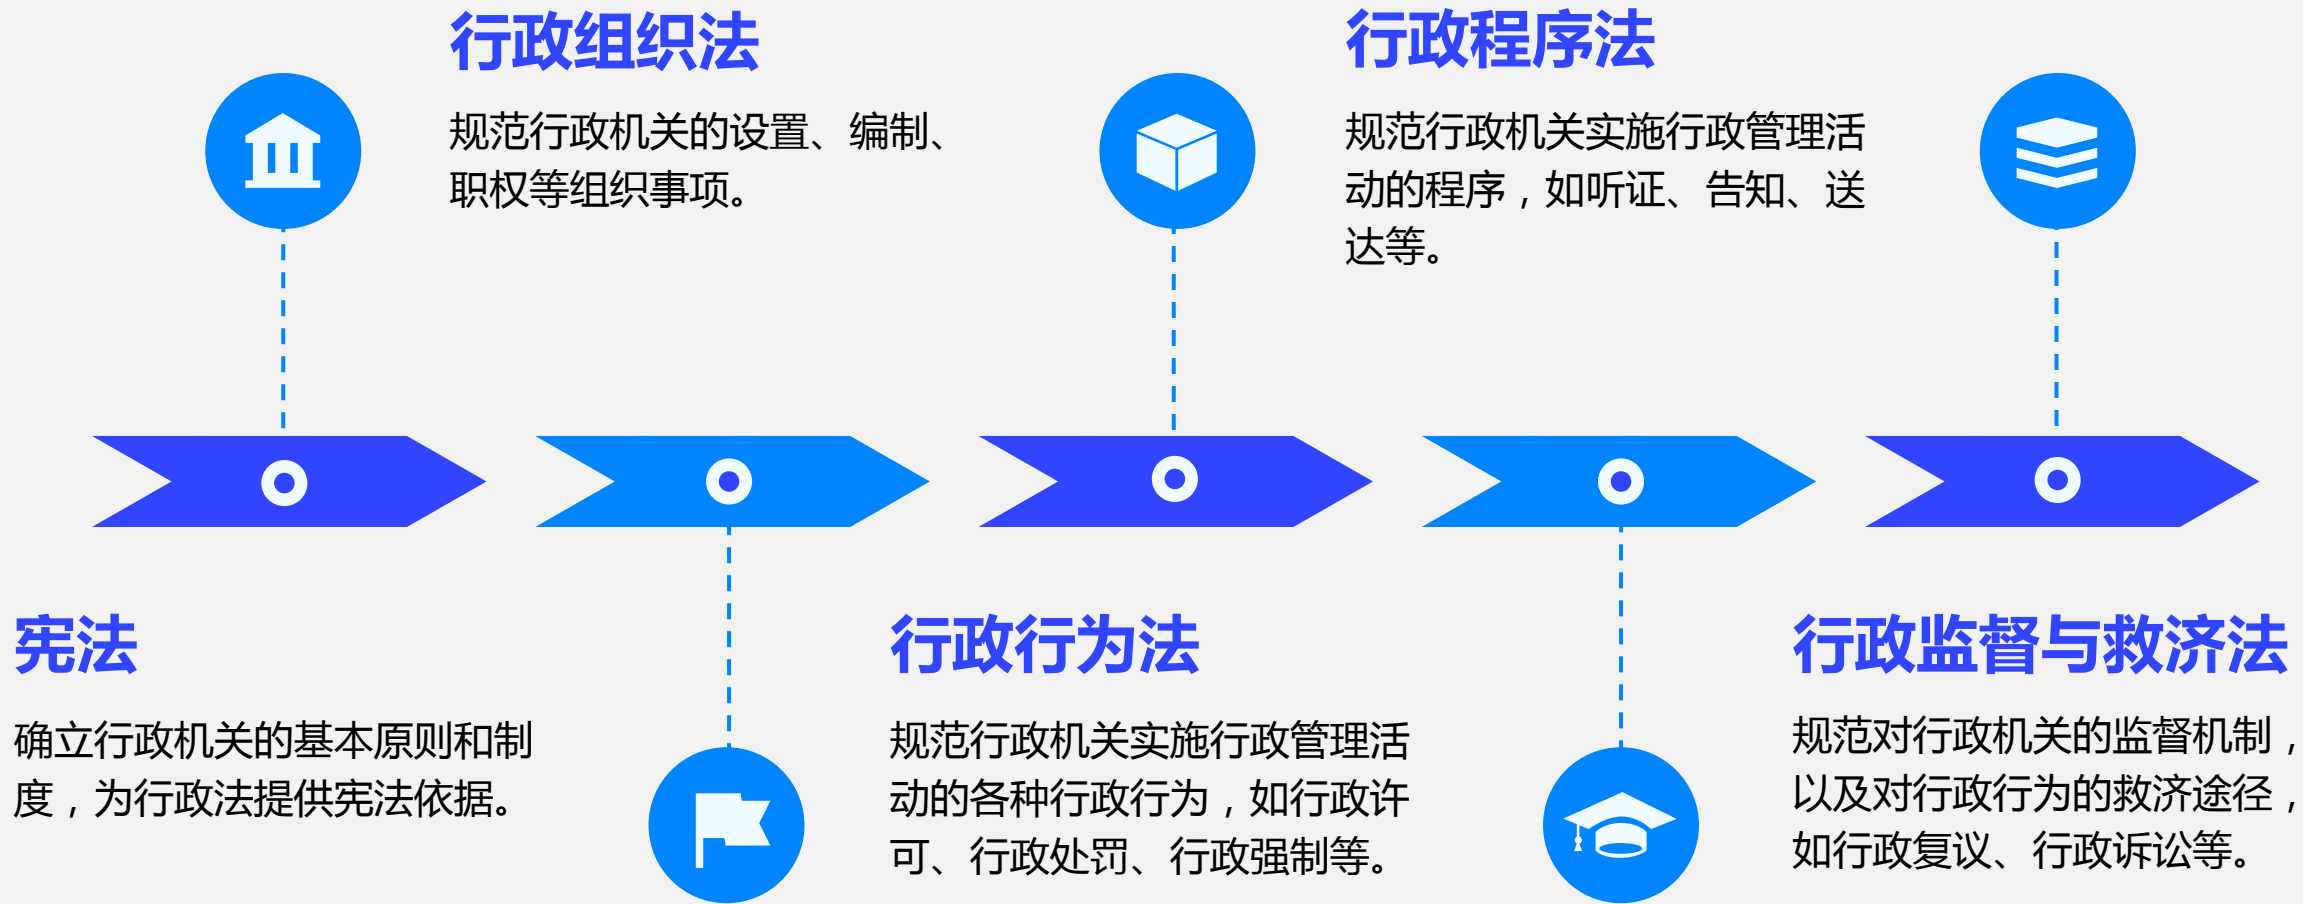 行政组织法
规范行政机关的设置、编制、
职权等组织事项。
行政程序法
规范行政机关实施行政管理活
动的程序，如听证、告知、送
达等。
宪法
确立行政机关的基本原则和制
度，为行政法提供宪法依据。
行政行为法
规范行政机关实施行政管理活
动的各种行政行为，如行政许
可、行政处罚、行政强制等。
行政监督与救济法
规范对行政机关的监督机制，
以及对行政行为的救济途径，
如行政复议、行政诉讼等。